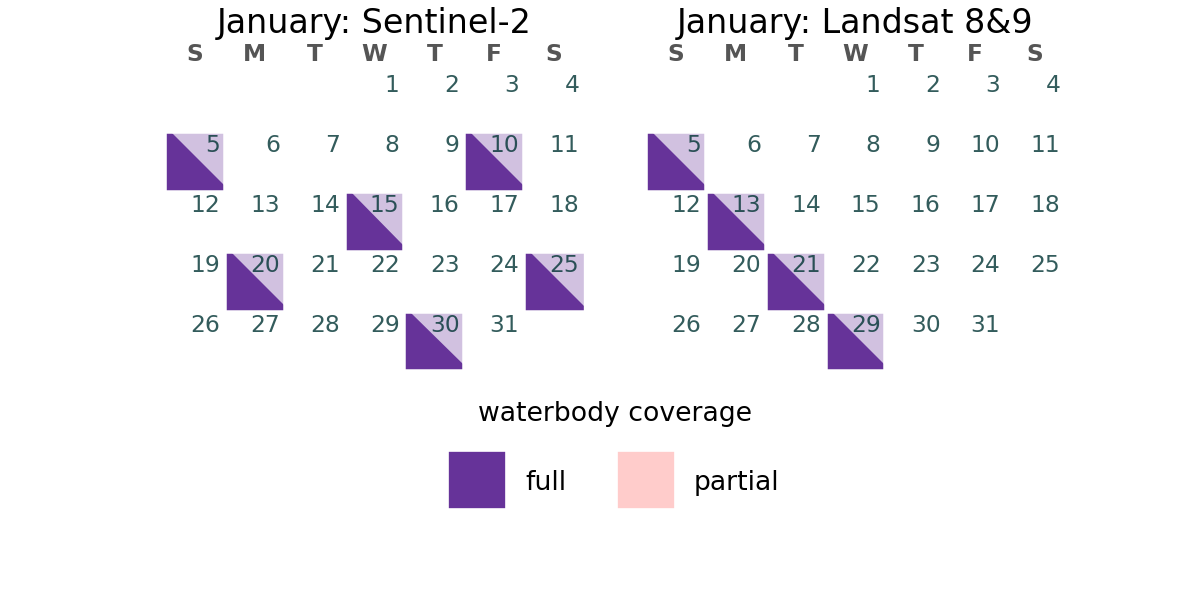 January: Sentinel-2
S M T W T F S
1 2 3 4
5 6 7 8 9 10 11
12 13 14 15 16 17 18
19 20 21 22 23 24 25
26 27 28 29 30 31
January: Landsat 8&9
S M T W T F S
1 2 3 4
5 6 7 8 9 10 11
12 13 14 15 16 17 18
19 20 21 22 23 24 25
26 27 28 29 30 31
waterbody coverage
full partial